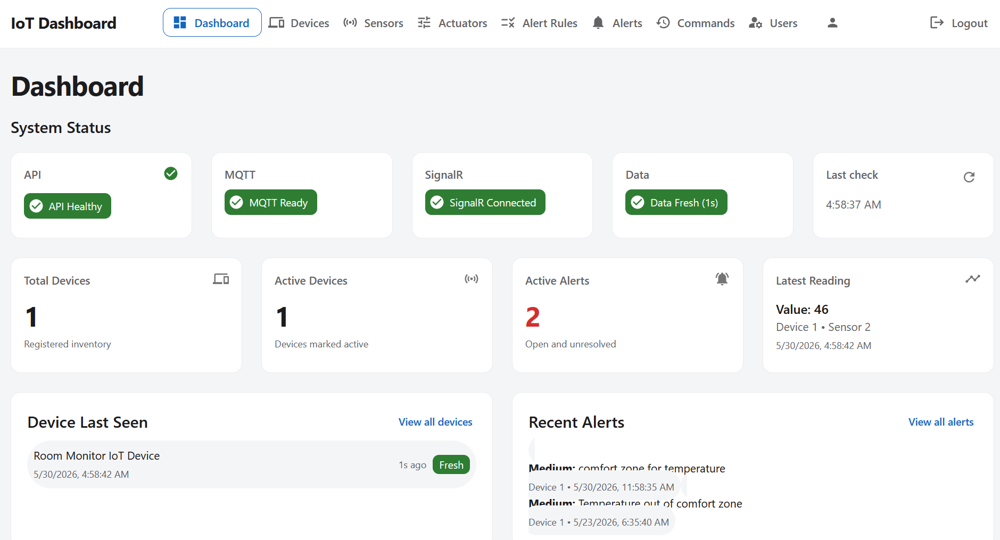 IoT Dashboard
Dashboard
Devices
Sensors
Actuators
Alert Rules
Alerts
Commands
Users
Logout
Dashboard
System Status
API
API Healthy
MQTT
MQTT Ready
SignalR
SignalR Connected
Data
Data Fresh (1s)
Last check
4:58:37 AM
Total Devices
1
Registered inventory
Active Devices
1
Devices marked active
Active Alerts
2
Open and unresolved
Latest Reading
Value: 46
Device 1 • Sensor 2
5/30/2026, 4:58:42 AM
Device Last Seen
View all devices
Room Monitor IoT Device
5/30/2026, 4:58:42 AM
1s ago
Fresh
Recent Alerts
View all alerts
Medium: comfort zone for temperature
Device 1 • 5/30/2026, 11:58:35 AM
Medium: Temperature out of comfort zone
Device 1 • 5/23/2026, 6:35:40 AM